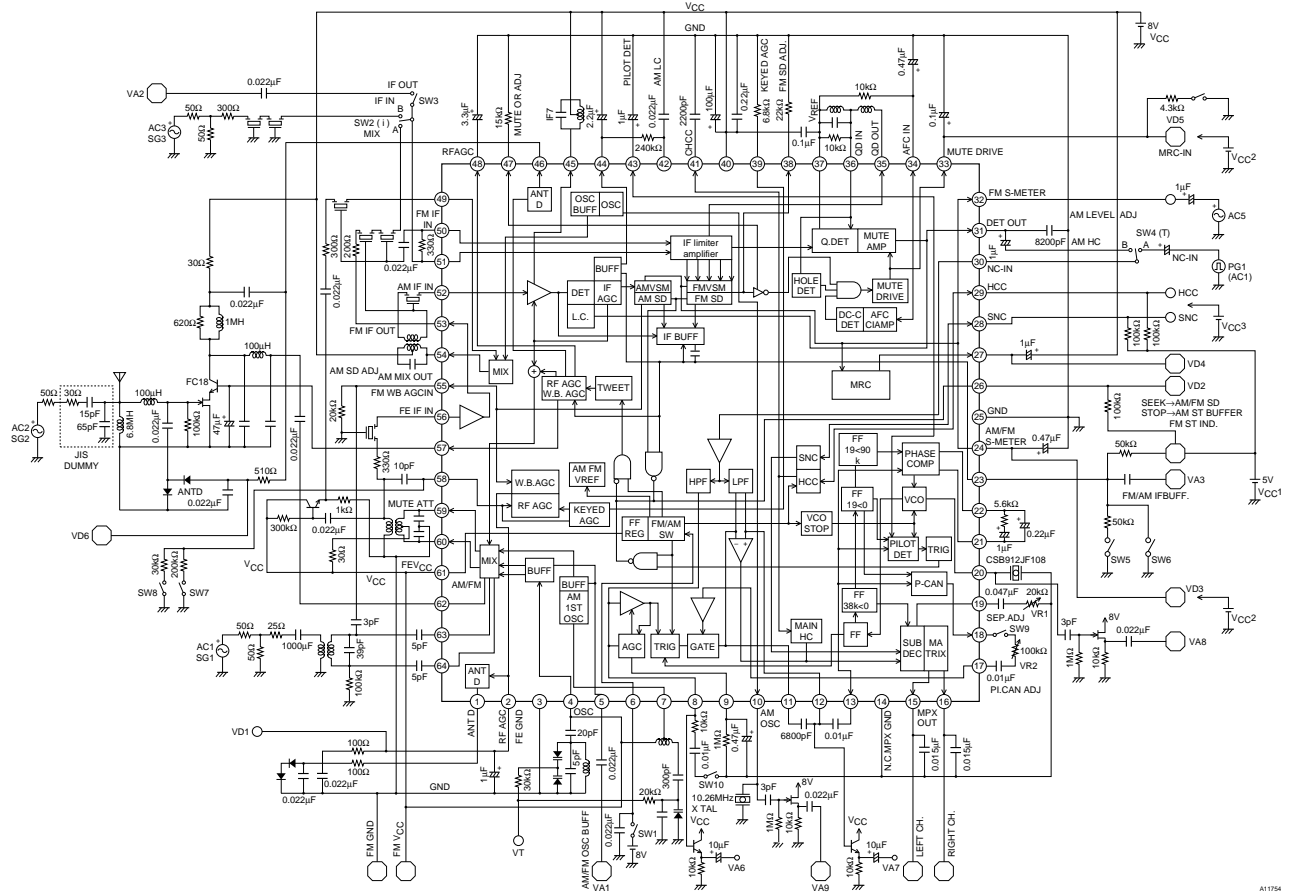 VCC
GND
8V
VCC
VA2
0.022µF
IF OUT
SW3
IF IN
B
SW2 ( i )
MIX
A
50Ω
300Ω
AC3
SG3
50Ω
3.3µF
15kΩ
MUTE OR ADJ
IF7
2.2µF
1µF
PILOT DET
240kΩ
0.022µF
AM LC
2200pF
CHCC
100µF
0.22µF
KEYED AGC
6.8kΩ
FM SD ADJ.
22kΩ
0.1µF
VREF
10kΩ
10kΩ
QD IN
QD OUT
AFC IN
0.47µF
0.1µF
MUTE DRIVE
4.3kΩ
VD5
MRC-IN
VCC2
RFAGC
48
47
46
45
44
43
42
41
40
39
38
37
36
35
34
33
49
FM IF
IN
50
51
AM IF IN
52
FM IF OUT
53
54
AM MIX OUT
AM SD ADJ
55
FM WB AGCIN
FE IF IN
56
57
58
MUTE ATT
59
60
61
FEVCC
62
63
64
ANT
D
OSC
BUFF
OSC
IF limiter
amplifier
Q.DET
MUTE
AMP
BUFF
DET
IF
AGC
L.C.
AMVSM
AM SD
FMVSM
FM SD
HOLE
DET
MUTE
DRIVE
DC-C
DET
AFC
CIAMP
IF BUFF
MIX
RF AGC
W.B. AGC
TWEET
MRC
W.B.AGC
RF AGC
AM FM
VREF
KEYED
AGC
FF
REG
FM/AM
SW
HPF
LPF
SNC
HCC
VCO
STOP
FF
19<90
k
FF
19<0
PHASE
COMP
VCO
PILOT
DET
TRIG
P-CAN
FF
38k<0
FF
MAIN
HC
SUB
DEC
MA
TRIX
MIX
AM/FM
BUFF
BUFF
AM
1ST
OSC
AGC
TRIG
GATE
ANT
D
32
FM S-METER
31
DET OUT
30
NC-IN
29
HCC
28
SNC
27
26
25
GND
24
AM/FM
S-METER
23
22
21
20
19
18
17
1µF
AC5
AM LEVEL ADJ
8200pF
1µF
AM HC
SW4 (T)
B
A
NC-IN
PG1
(AC1)
HCC
SNC
VCC3
100kΩ
100kΩ
1µF
VD4
VD2
SEEK→AM/FM SD
STOP→AM ST BUFFER
FM ST IND.
100kΩ
0.47µF
50kΩ
VA3
FM/AM IFBUFF.
5V
VCC1
5.6kΩ
0.22µF
1µF
50kΩ
SW5
SW6
CSB912JF108
0.047µF
20kΩ
VR1
SEP.ADJ
SW9
100kΩ
VR2
0.01µF
PI.CAN ADJ
3pF
8V
1MΩ
10kΩ
0.022µF
VA8
VD3
VCC2
30Ω
0.022µF
620Ω
1MH
100µH
FC18
50Ω
30Ω
15pF
65pF
AC2
SG2
JIS
DUMMY
6.8MH
100µH
0.022µF
100kΩ
47µF
0.022µF
510Ω
ANTD
0.022µF
VD6
300Ω
200Ω
0.022µF
330Ω
0.022µF
20kΩ
330Ω
10pF
300kΩ
0.022µF
1kΩ
30Ω
VCC
VCC
30kΩ
200kΩ
SW8
SW7
3pF
50Ω
25Ω
AC1
SG1
50Ω
1000µF
39pF
5pF
5pF
100kΩ
1
2
3
4
5
6
7
8
9
10
11
12
13
14
15
16
ANT D
RF AGC
FE GND
OSC
AM
OSC
N.C.MPX GND
MPX
OUT
VD1
100Ω
100Ω
0.022µF
0.022µF
1µF
GND
FM GND
FM VCC
30kΩ
VT
20pF
5pF
0.022µF
AM/FM OSC BUFF
VA1
0.022µF
SW1
8V
20kΩ
300pF
10kΩ
0.01µF
1MΩ
0.47µF
SW10
VCC
10µF
10kΩ
VA6
10.26MHz
X TAL
3pF
8V
1MΩ
10kΩ
0.022µF
VA9
6800pF
0.01µF
VCC
10µF
10kΩ
VA7
0.015µF
0.015µF
LEFT CH.
RIGHT CH.
A11754